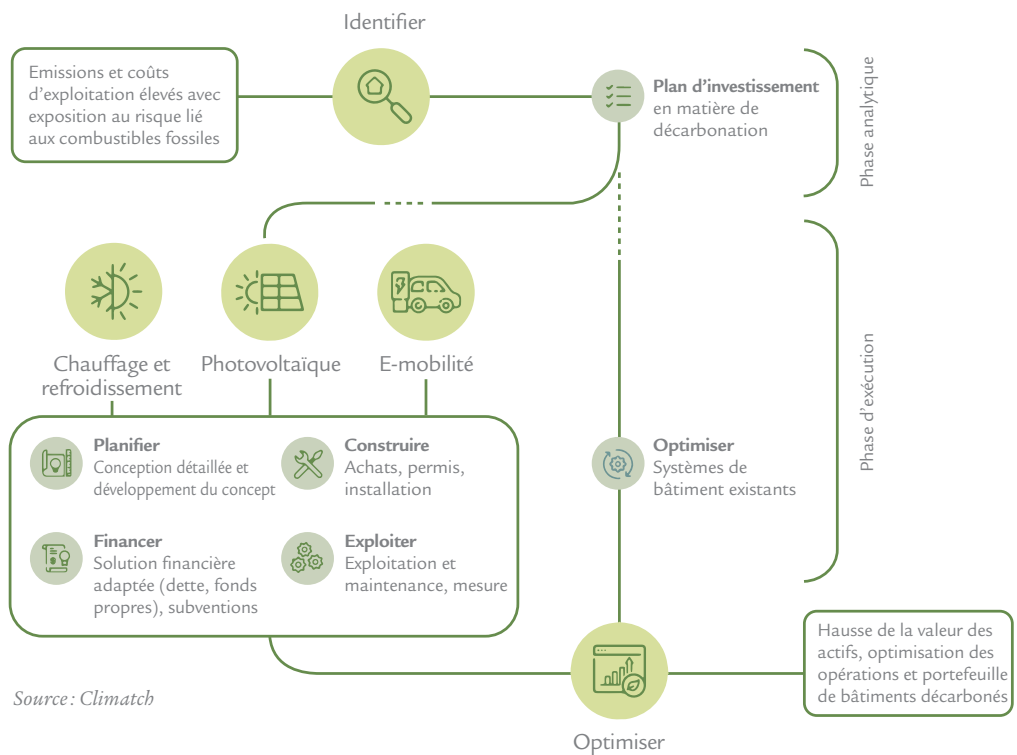 Identifier
Emissions et coûts
d'exploitation élevés avec
exposition au risque lié
aux combustibles fossiles
Plan d'investissement
en matière de
décarbonation
Phase analytique
Chauffage et
refroidissement
Photovoltaïque
E-mobilité
Phase d'exécution
Planifier
Conception détaillée et
développement du concept
Construire
Achats, permis,
installation
Financer
Solution financière
adaptée (dette, fonds
propres), subventions
Exploiter
Exploitation et
maintenance, mesure
Optimiser
Systèmes de
bâtiment existants
Hausse de la valeur des
actifs, optimisation des
opérations et portefeuille
de bâtiments décarbonés
Optimiser
Source : Climatch